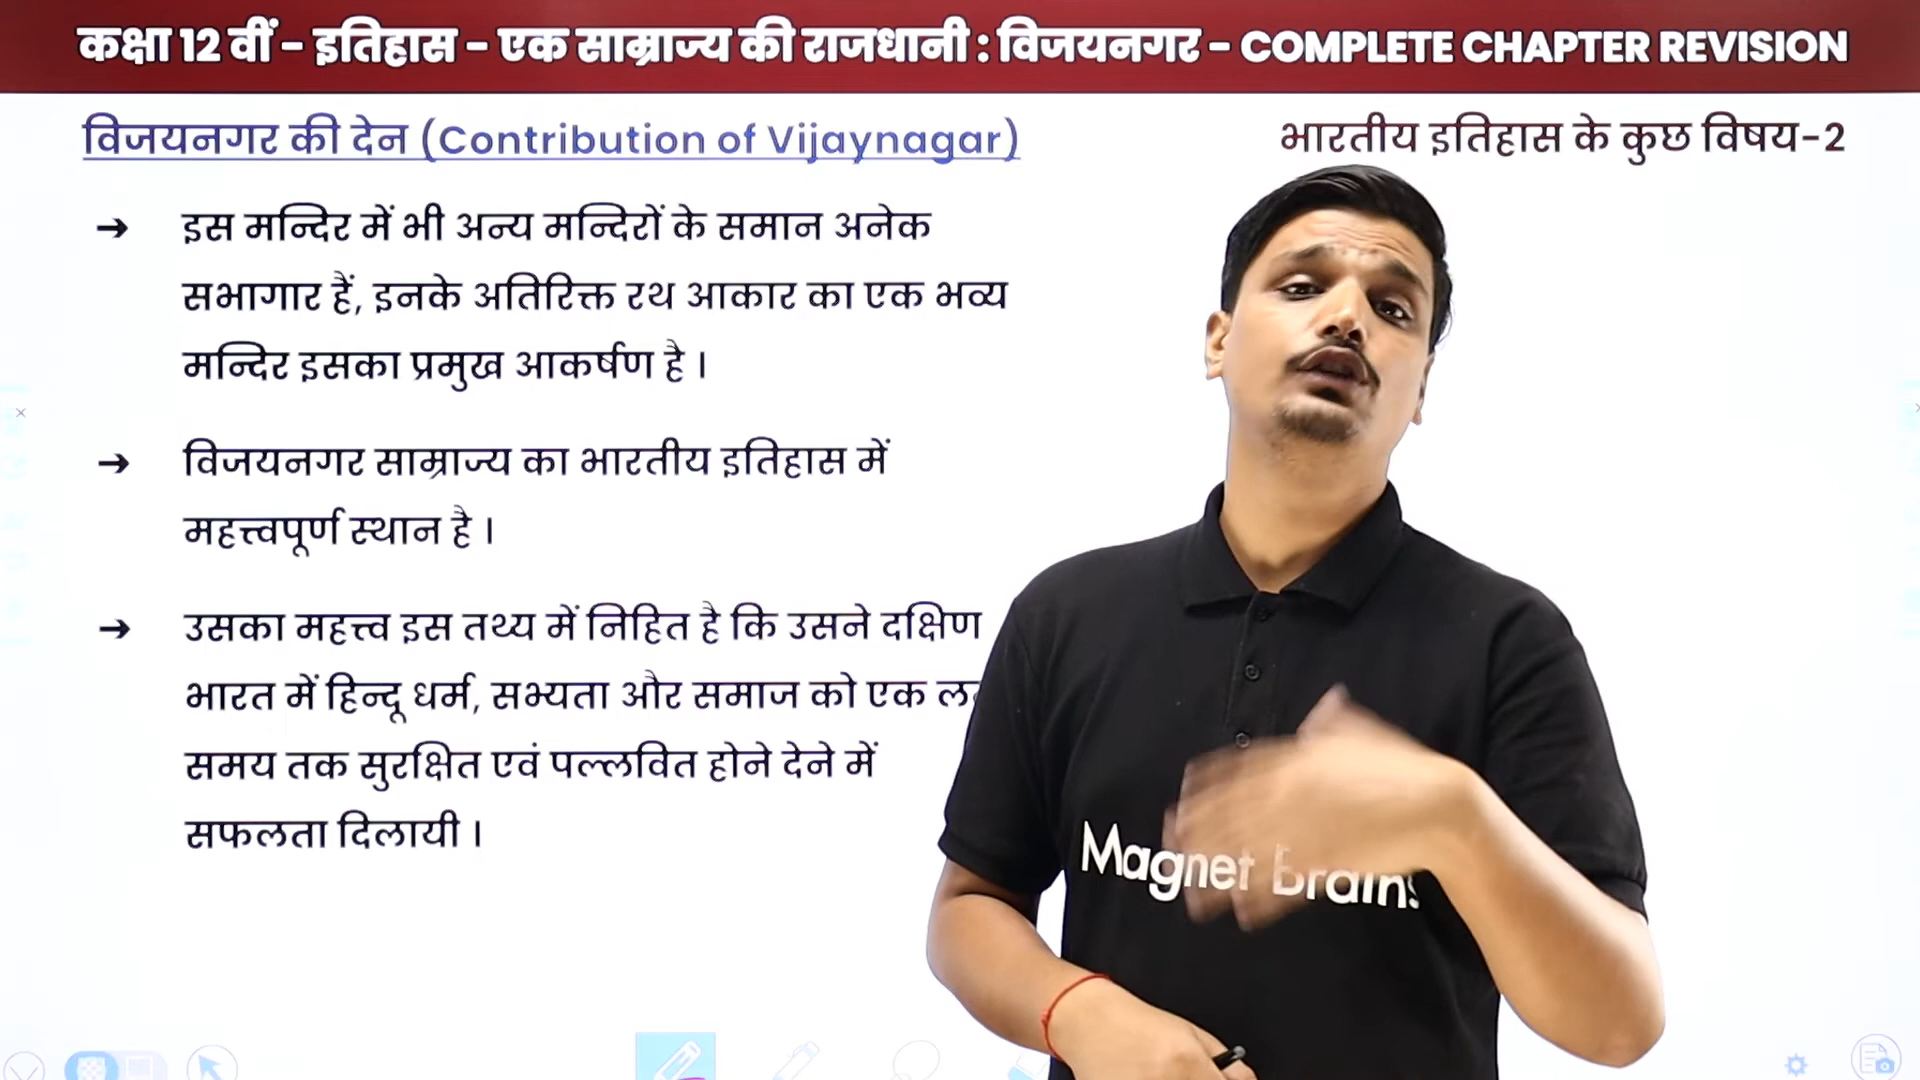 कक्षा 12 वीं - इतिहास - एक साम्राज्य की राजधानी : विजयनगर - COMPLETE CHAPTER REVISION
विजयनगर की देन (Contribution of Vijaynagar)
भारतीय इतिहास के कुछ विषय-2
➔ इस मन्दिर में भी अन्य मन्दिरों के समान अनेक
सभागार हैं, इनके अतिरिक्त रथ आकार का एक भव्य
मन्दिर इसका प्रमुख आकर्षण है ।
➔ विजयनगर साम्राज्य का भारतीय इतिहास में
महत्त्वपूर्ण स्थान है ।
➔ उसका महत्त्व इस तथ्य में निहित है कि उसने दक्षिण
भारत में हिन्दू धर्म, सभ्यता और समाज को एक
समय तक सुरक्षित एवं पल्लवित होने देने में
सफलता दिलायी ।
Magnet Brains